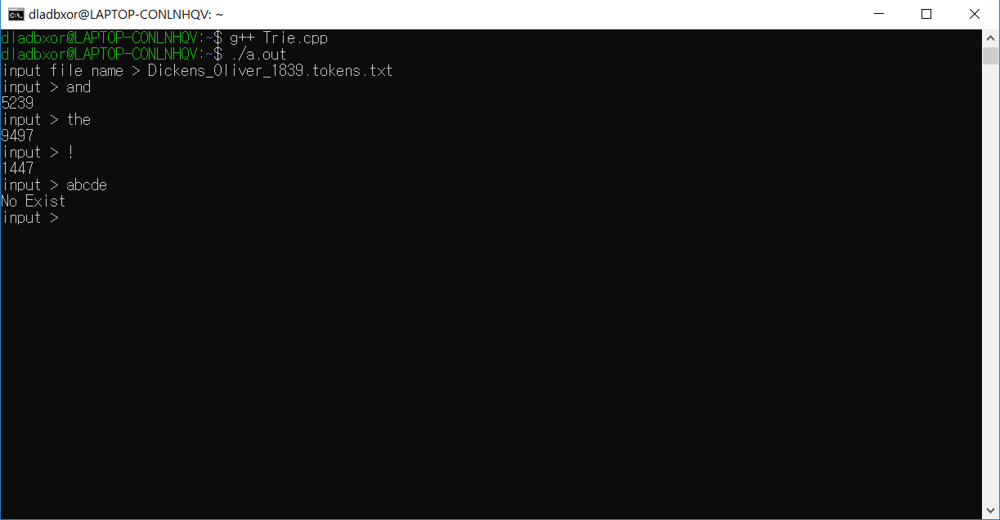 dladbxor@LAPTOP-CONLNHQV: ~
dladbxor@LAPTOP-CONLNHQV:~$ g++ Trie.cpp
dladbxor@LAPTOP-CONLNHQV:~$ ./a.out
input file name > Dickens_Oliver_1839.tokens.txt
input > and
5239
input > the
9497
input > !
1447
input > abcde
No Exist
input >